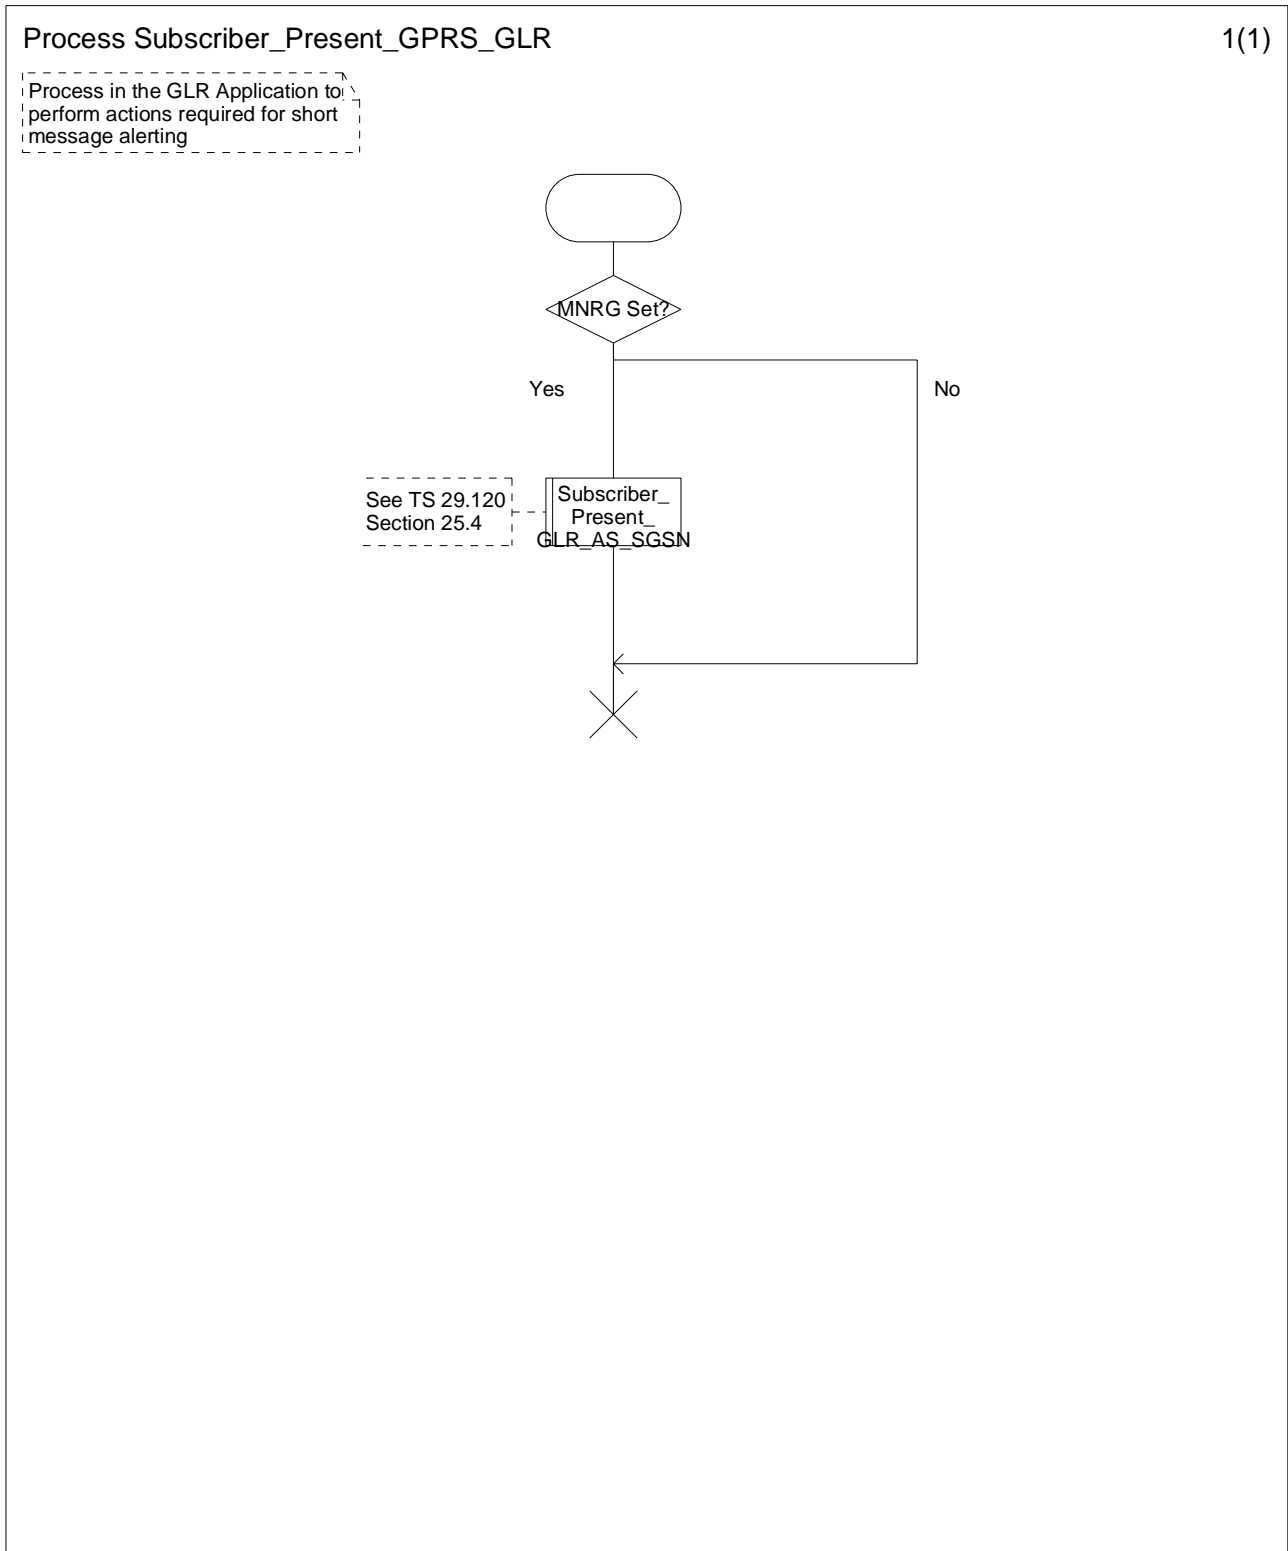 Process Subscriber_Present_GPRS_GLR
1(1)
Process in the GLR Application to
perform actions required for short
message alerting
MNRG Set?
Yes
No
See TS 29.120
Section 25.4
Subscriber_
Present_
GLR_AS_SGSN